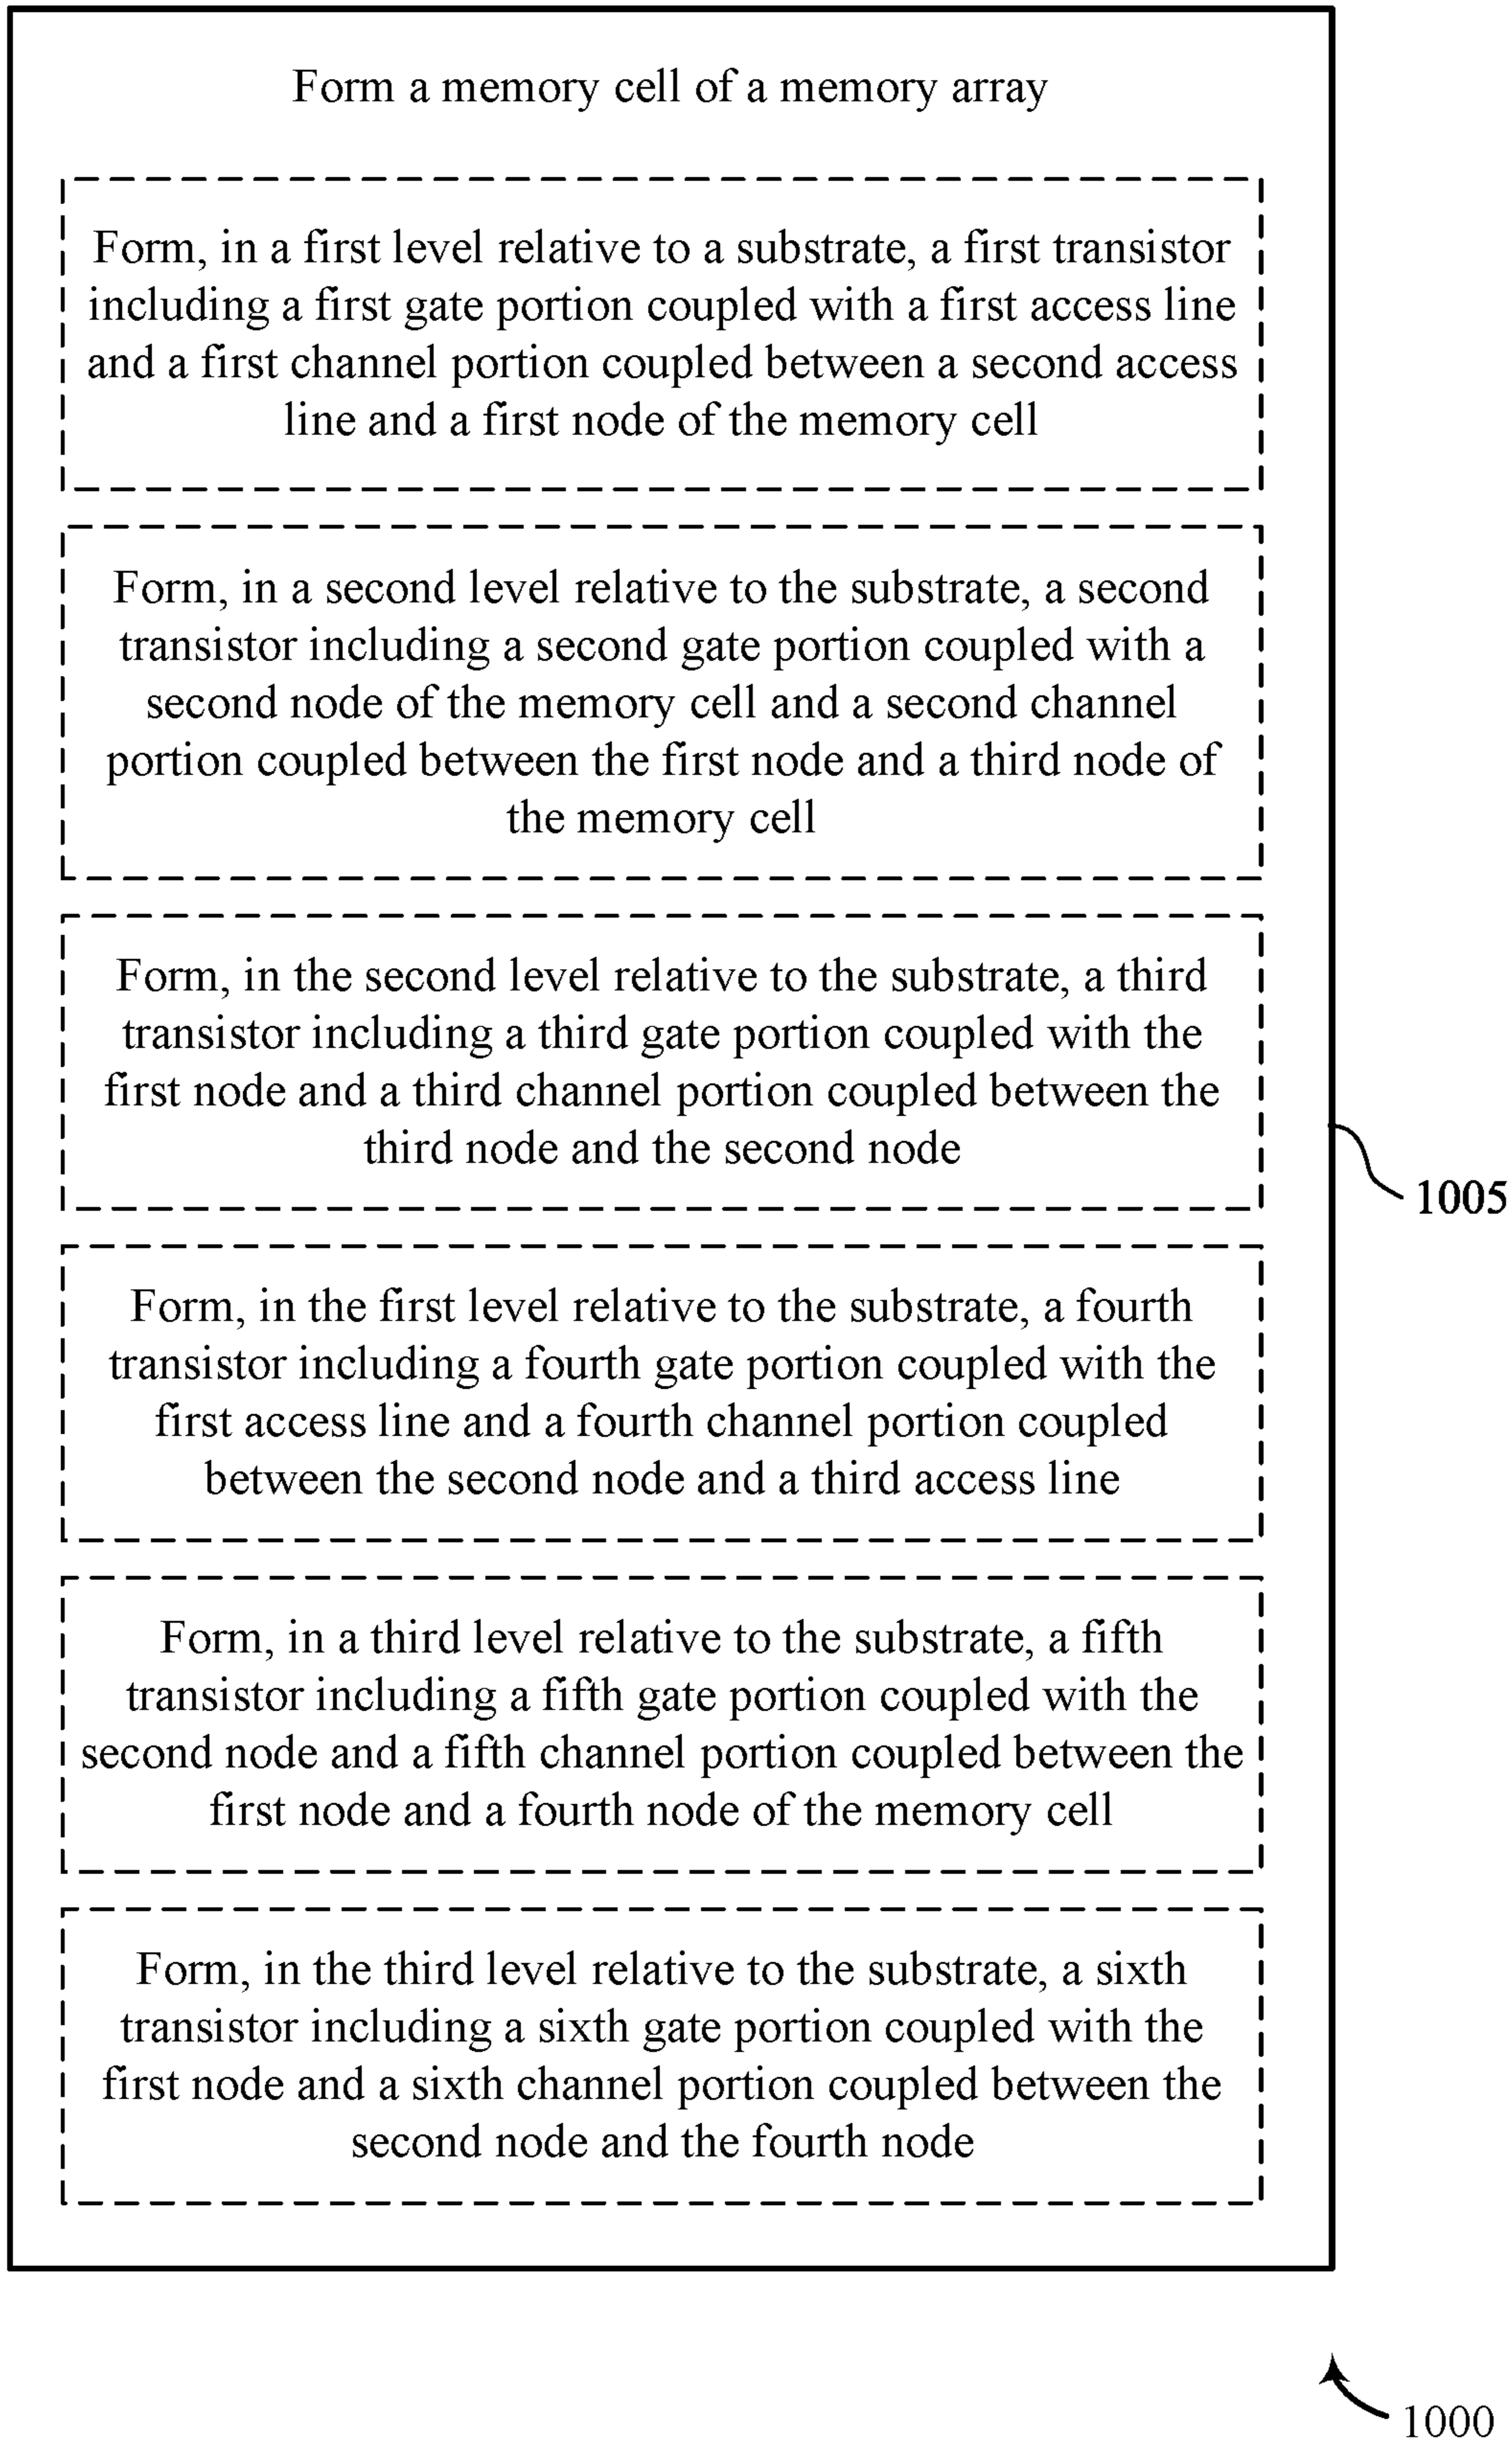 Form a memory cell of a memory array
Form, in a first level relative to a substrate, a first transistor
including a first gate portion coupled with a first access line
and a first channel portion coupled between a second access
line and a first node of the memory cell
Form, in a second level relative to the substrate, a second
transistor including a second gate portion coupled with a
second node of the memory cell and a second channel
portion coupled between the first node and a third node of
the memory cell
Form, in the second level relative to the substrate, a third
transistor including a third gate portion coupled with the
first node and a third channel portion coupled between the
third node and the second node
1005
Form, in the first level relative to the substrate, a fourth
transistor including a fourth gate portion coupled with the
first access line and a fourth channel portion coupled
between the second node and a third access line
Form, in a third level relative to the substrate, a fifth
transistor including a fifth gate portion coupled with the
second node and a fifth channel portion coupled between the
first node and a fourth node of the memory cell
Form, in the third level relative to the substrate, a sixth
transistor including a sixth gate portion coupled with the
first node and a sixth channel portion coupled between the
second node and the fourth node
1000